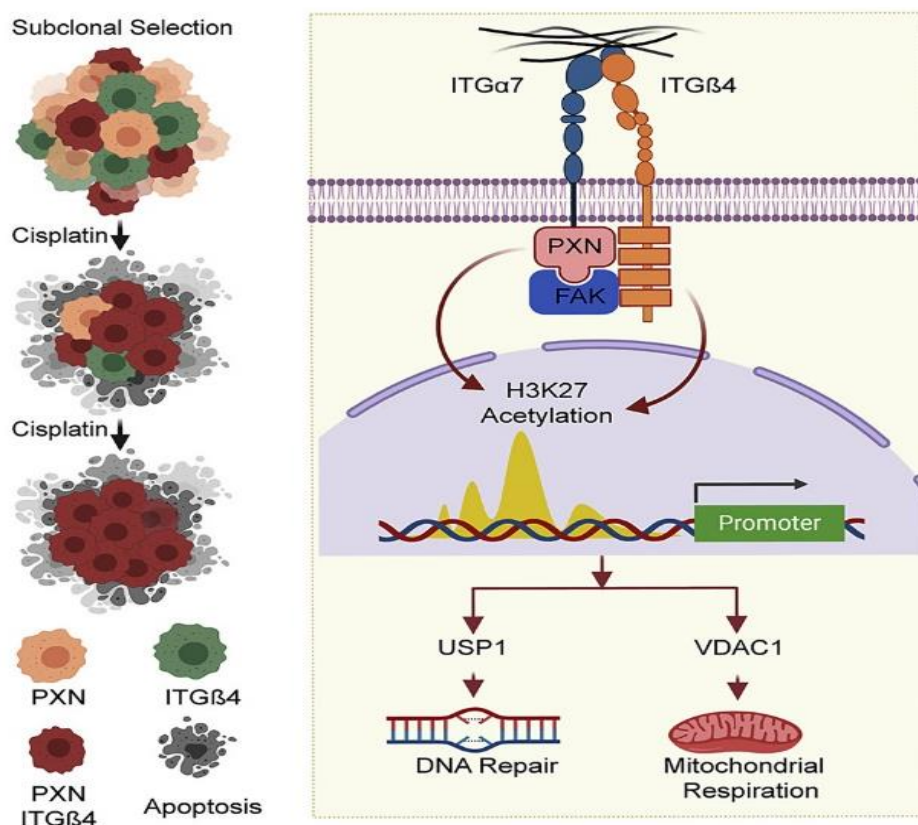 Subclonal Selection
Cisplatin
Cisplatin
PXN
ITGß4
PXN
ITGß4
Apoptosis
ITGα7
ITGß4
PXN
FAK
H3K27
Acetylation
Promoter
USP1
VDAC1
DNA Repair
Mitochondrial
Respiration